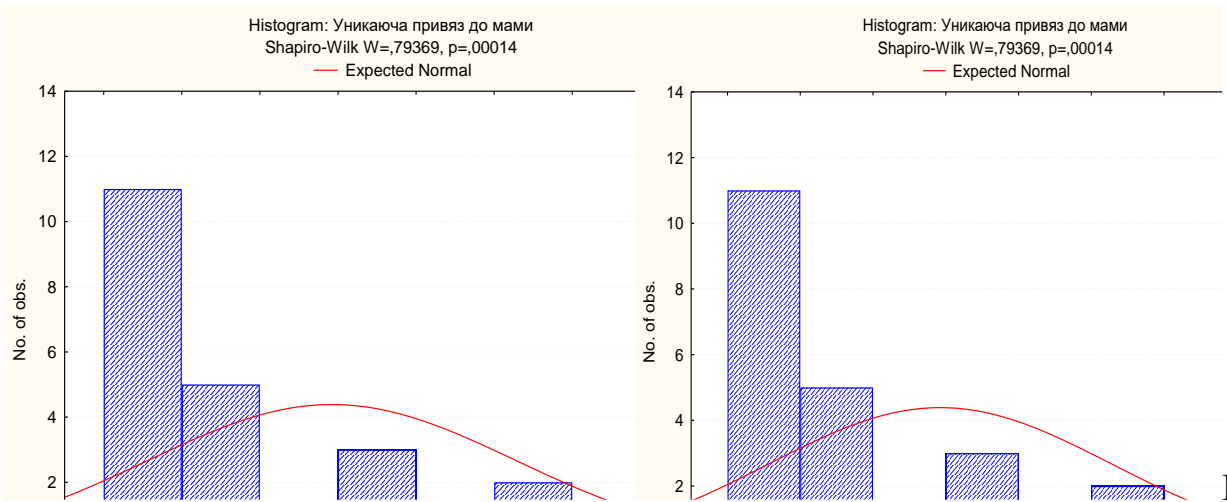 Histogram: Уникаюча привяз до мами
Shapiro-Wilk W=,79369, p=,00014
Expected Normal
14
12
10
8
6
4
2
No. of obs.
Histogram: Уникаюча привяз до мами
Shapiro-Wilk W=,79369, p=,00014
Expected Normal
14
12
10
8
6
4
2
No. of obs.